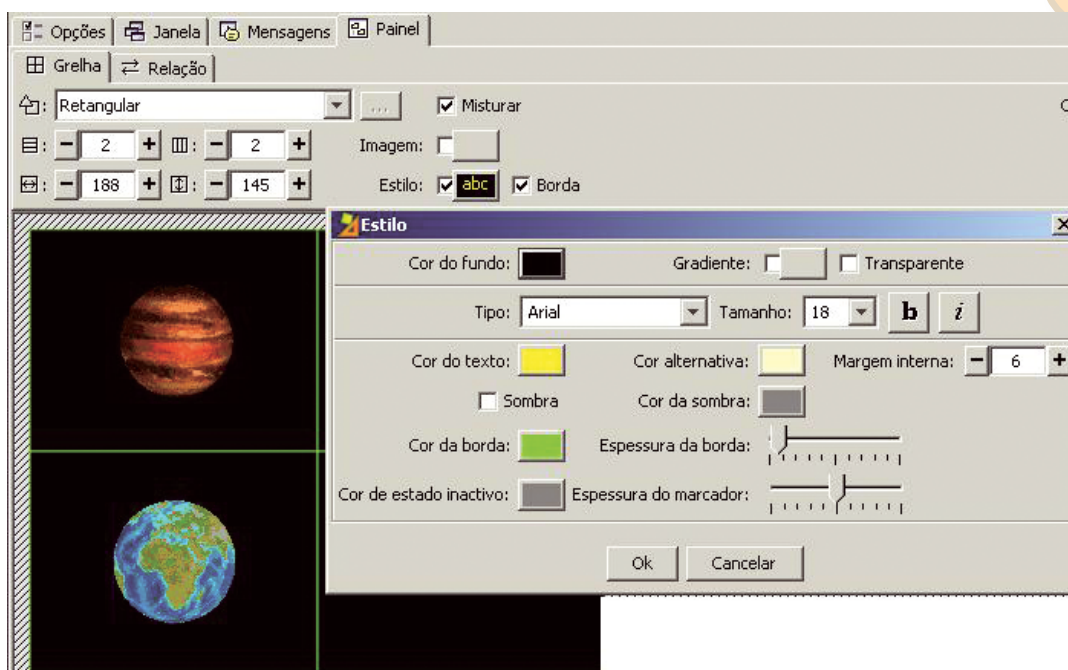 Opções Janela Mensagens Painel
Grelha Relação
Retangular ... Misturar
2 2 Imagem:
188 145 Estilo: abc Borda
Estilo
Cor do fundo: Gradiente: Transparente
Tipo: Arial Tamanho: 18 b i
Cor do texto: Cor alternativa: Margem interna: 6
Sombra Cor da sombra:
Cor da borda: Espessura da borda:
Cor de estado inactivo: Espessura do marcador:
Ok Cancelar